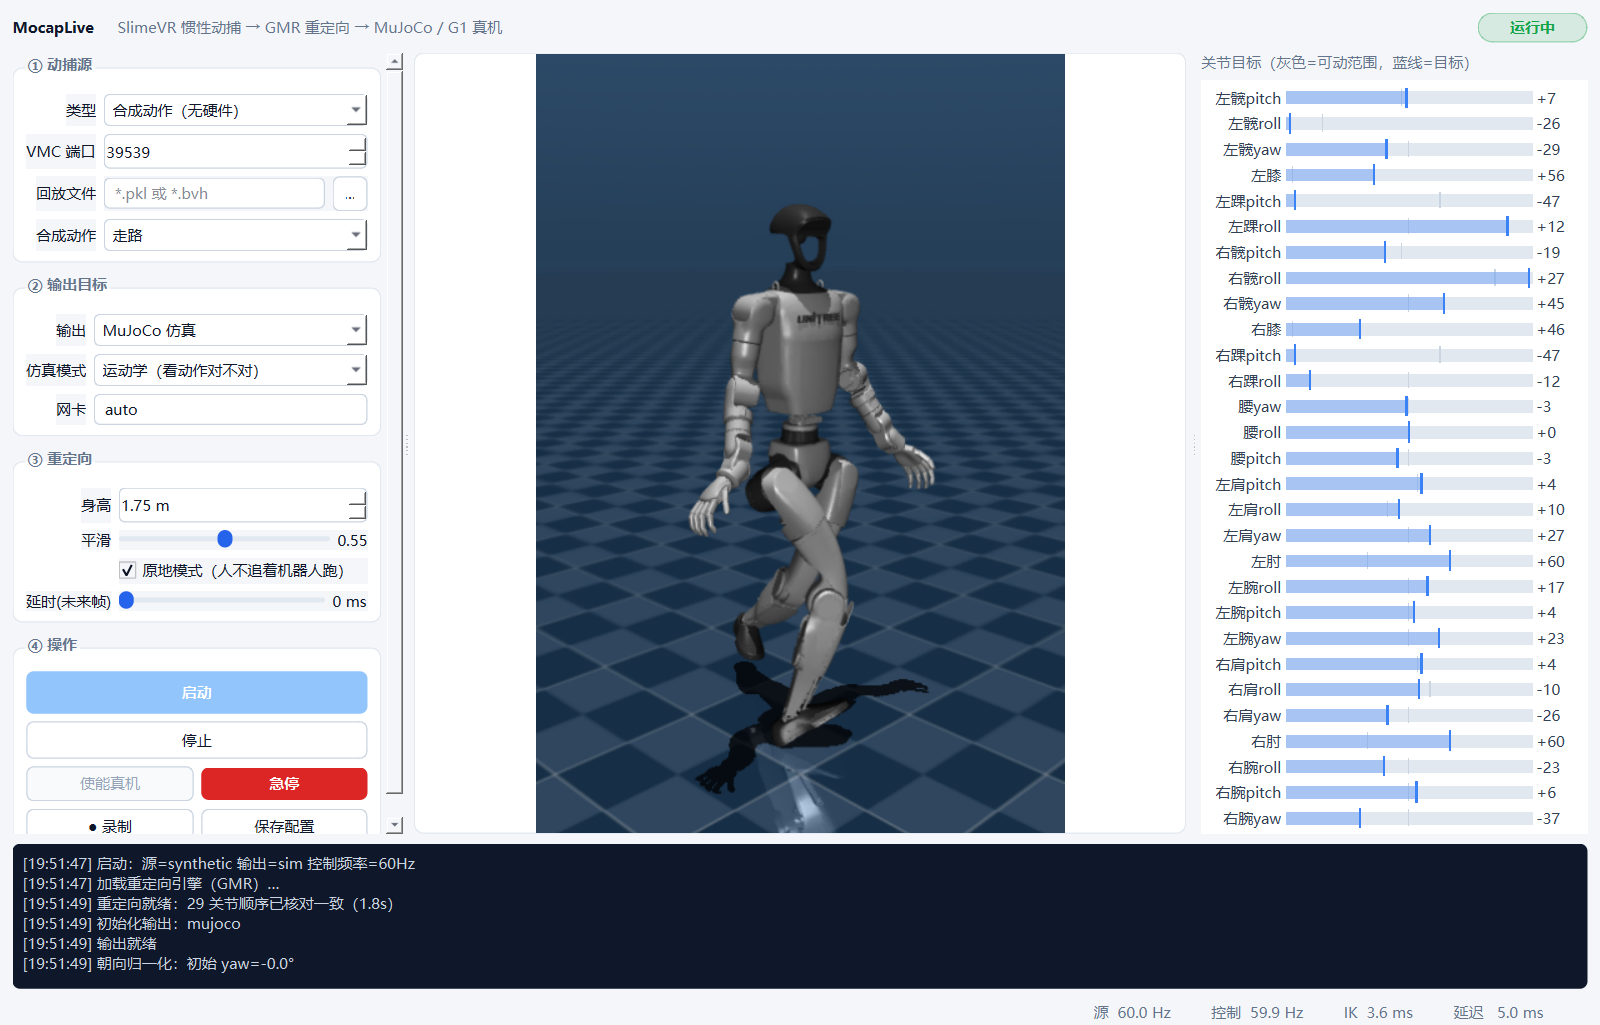 MocapLive SlimeVR 惯性动捕 → GMR 重定向 → MuJoCo / G1 真机 运行中
① 动捕源
类型 合成动作（无硬件）
VMC 端口 39539
回放文件 *.pkl 或 *.bvh ...
合成动作 走路
② 输出目标
输出 MuJoCo 仿真
仿真模式 运动学（看动作对不对）
网卡 auto
③ 重定向
身高 1.75 m
平滑 0.55
原地模式（人不追着机器人跑）
延时(未来帧) 0 ms
④ 操作
启动
停止
使能真机 急停
● 录制 保存配置
UNITREE
关节目标（灰色=可动范围，蓝线=目标）
左髋pitch +7
左髋roll -26
左髋yaw -29
左膝 +56
左踝pitch -47
左踝roll +12
右髋pitch -19
右髋roll +27
右髋yaw +45
右膝 +46
右踝pitch -47
右踝roll -12
腰yaw -3
腰roll +0
腰pitch -3
左肩pitch +4
左肩roll +10
左肩yaw +27
左肘 +60
左腕roll +17
左腕pitch +4
左腕yaw +23
右肩pitch +4
右肩roll -10
右肩yaw -26
右肘 +60
右腕roll -23
右腕pitch +6
右腕yaw -37
[19:51:47] 启动：源=synthetic 输出=sim 控制频率=60Hz
[19:51:47] 加载重定向引擎（GMR）...
[19:51:49] 重定向就绪：29 关节顺序已核对一致（1.8s）
[19:51:49] 初始化输出：mujoco
[19:51:49] 输出就绪
[19:51:49] 朝向归一化：初始 yaw=-0.0°
源 60.0 Hz 控制 59.9 Hz IK 3.6 ms 延迟 5.0 ms